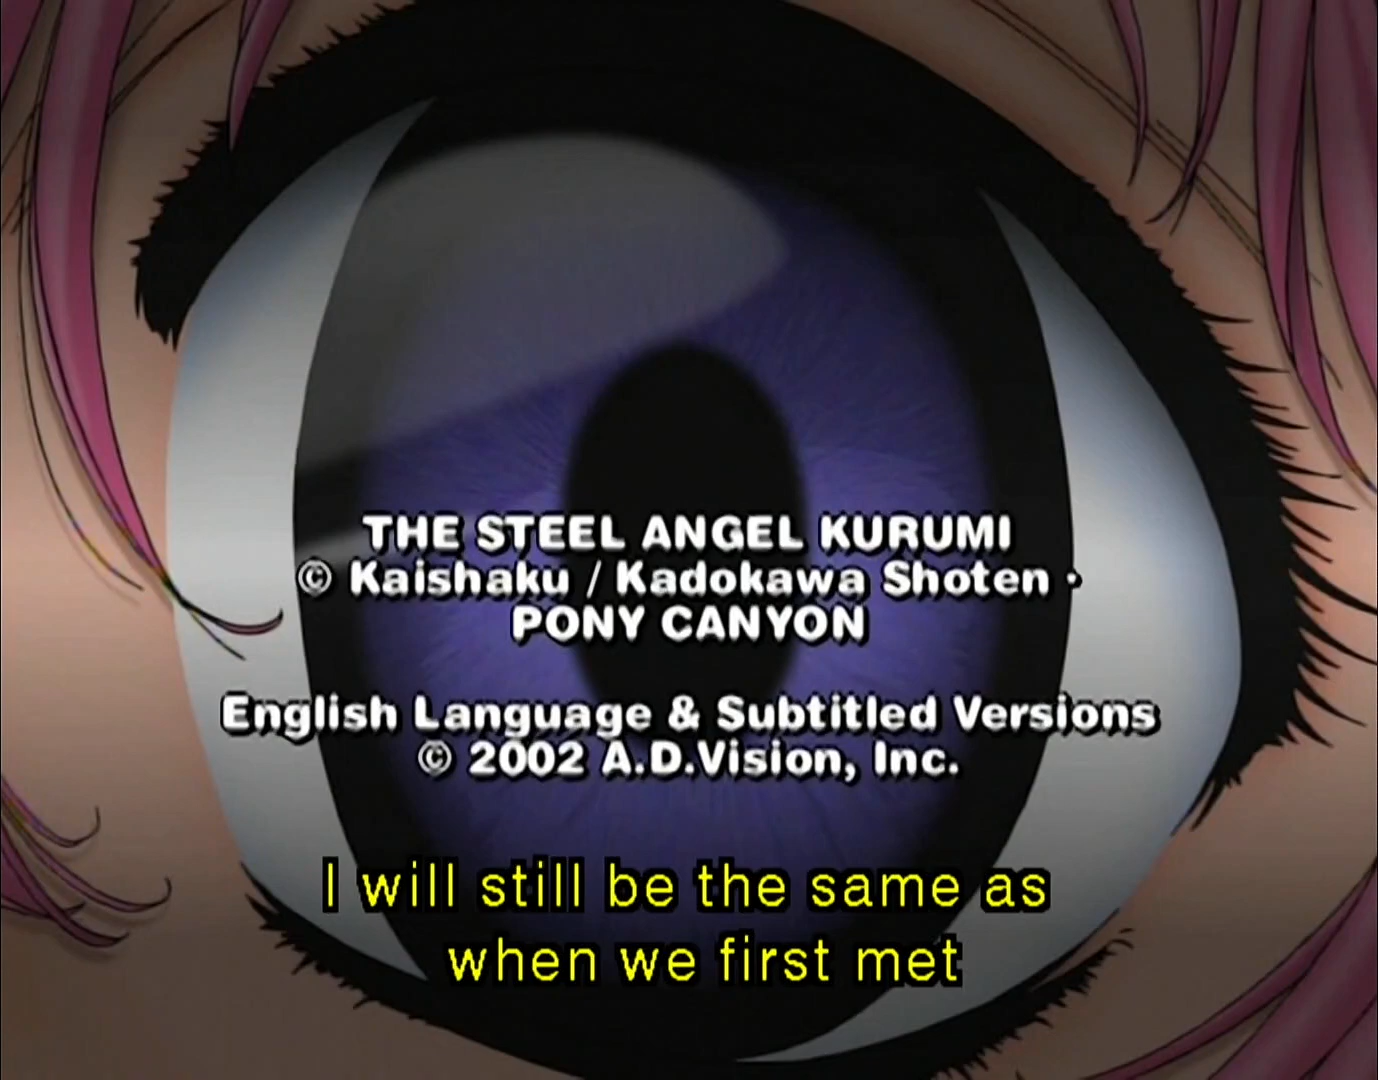 THE STEEL ANGEL KURUMI
© Kaishaku / Kadokawa Shoten ·
PONY CANYON
English Language & Subtitled Versions
© 2002 A.D.Vision, Inc.
I will still be the same as
when we first met